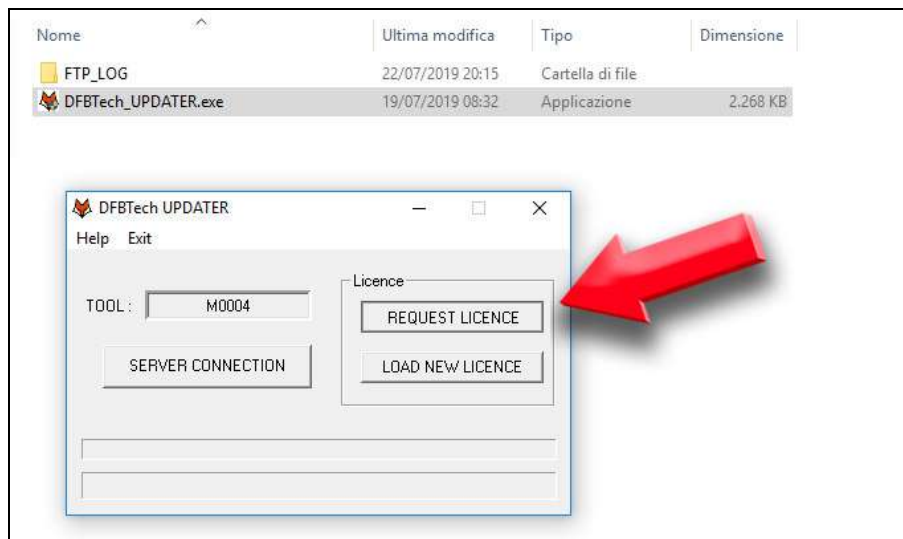 Nome Ultima modifica Tipo Dimensione
FTP_LOG 22/07/2019 20:15 Cartella di file
DFBTech_UPDATER.exe 19/07/2019 08:32 Applicazione 2.268 KB
DFBTech UPDATER
Help Exit
Licence
TOOL : M0004
REQUEST LICENCE
SERVER CONNECTION
LOAD NEW LICENCE